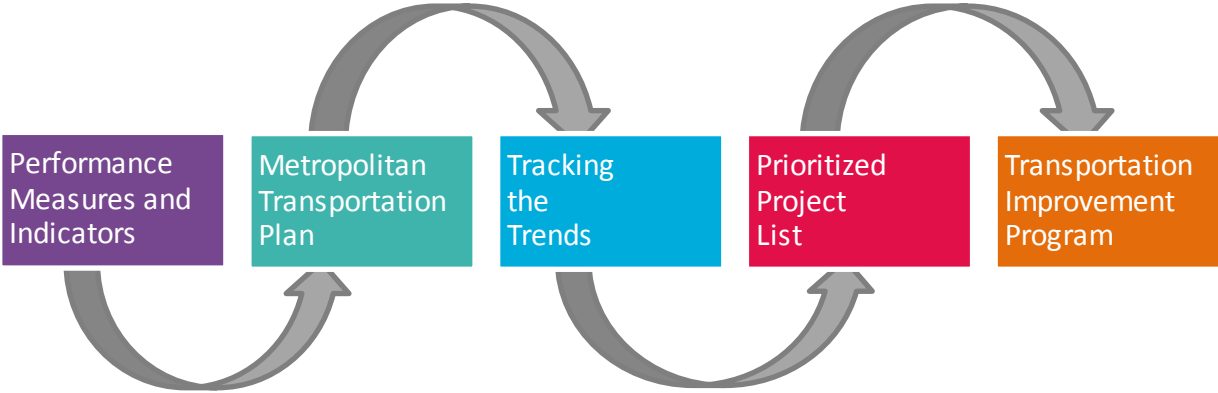 Performance
Measures and
Indicators
Metropolitan
Transportation
Plan
Tracking
the
Trends
Prioritized
Project
List
Transportation
Improvement
Program